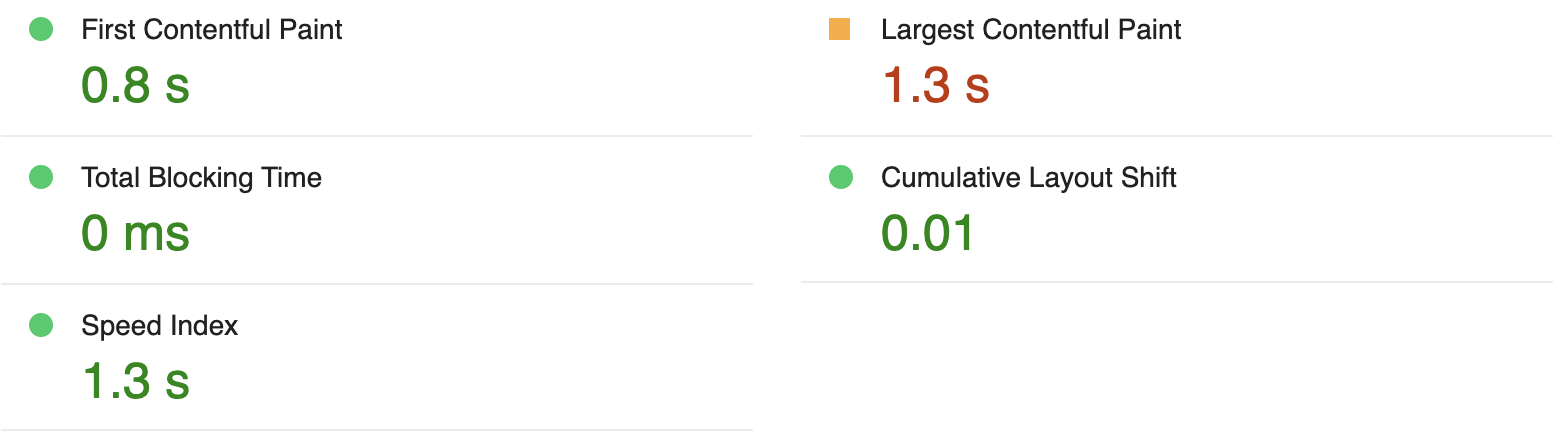 First Contentful Paint
0.8 s
Largest Contentful Paint
1.3 s
Total Blocking Time
0 ms
Cumulative Layout Shift
0.01
Speed Index
1.3 s